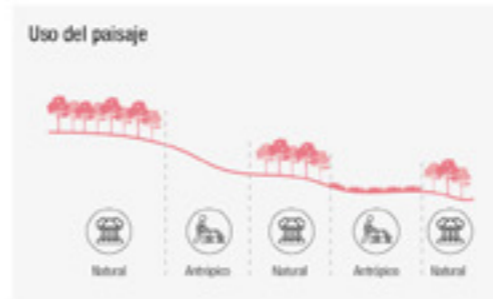 Uso del paisaje
Natural
Antrópico
Natural
Antrópico
Natural